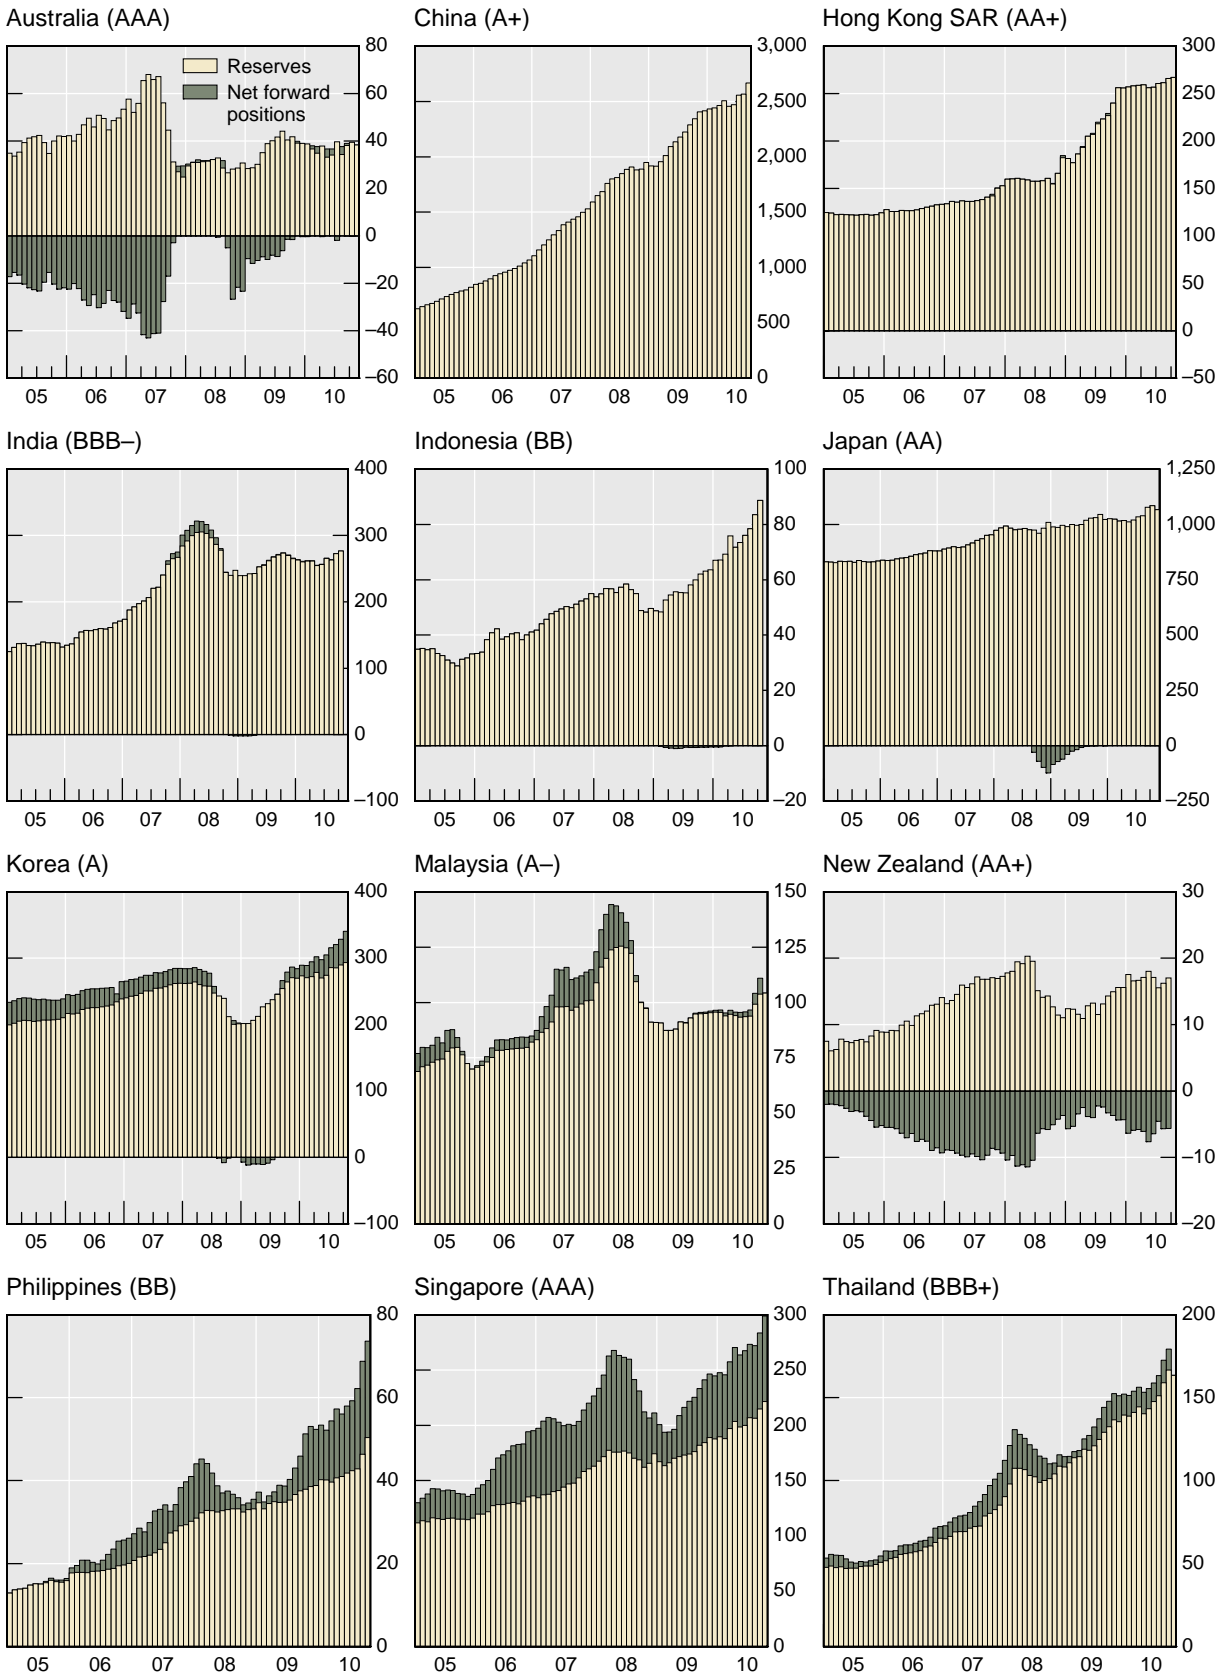 Australia (AAA)
80
60
40
20
0
–20
–40
–60
Reserves
Net forward
positions
05 06 07 08 09 10
China (A+)
3,000
2,500
2,000
1,500
1,000
500
0
05 06 07 08 09 10
Hong Kong SAR (AA+)
300
250
200
150
100
50
0
–50
05 06 07 08 09 10
India (BBB–)
400
300
200
100
0
–100
05 06 07 08 09 10
Indonesia (BB)
100
80
60
40
20
0
–20
05 06 07 08 09 10
Japan (AA)
1,250
1,000
750
500
250
0
–250
05 06 07 08 09 10
Korea (A)
400
300
200
100
0
–100
05 06 07 08 09 10
Malaysia (A–)
150
125
100
75
50
25
0
05 06 07 08 09 10
New Zealand (AA+)
30
20
10
0
–10
–20
05 06 07 08 09 10
Philippines (BB)
80
60
40
20
0
05 06 07 08 09 10
Singapore (AAA)
300
250
200
150
100
50
0
05 06 07 08 09 10
Thailand (BBB+)
200
150
100
50
0
05 06 07 08 09 10